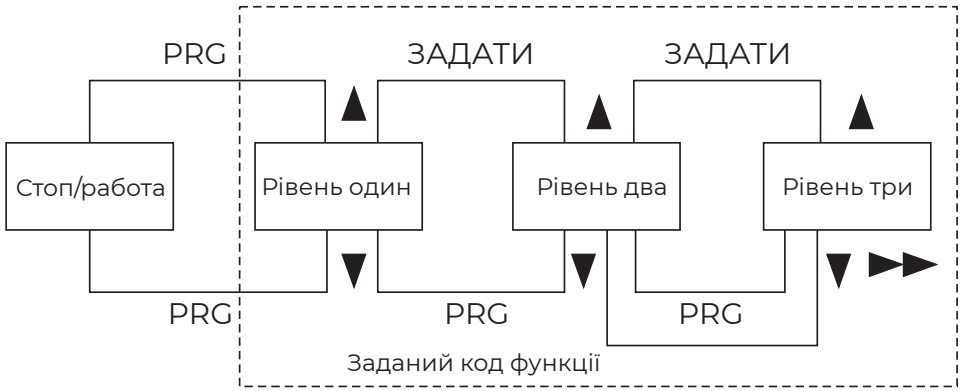 PRG
ЗАДАТИ
ЗАДАТИ
Стоп/работа
Рівень один
Рівень два
Рівень три
PRG
PRG
PRG
Заданий код функції